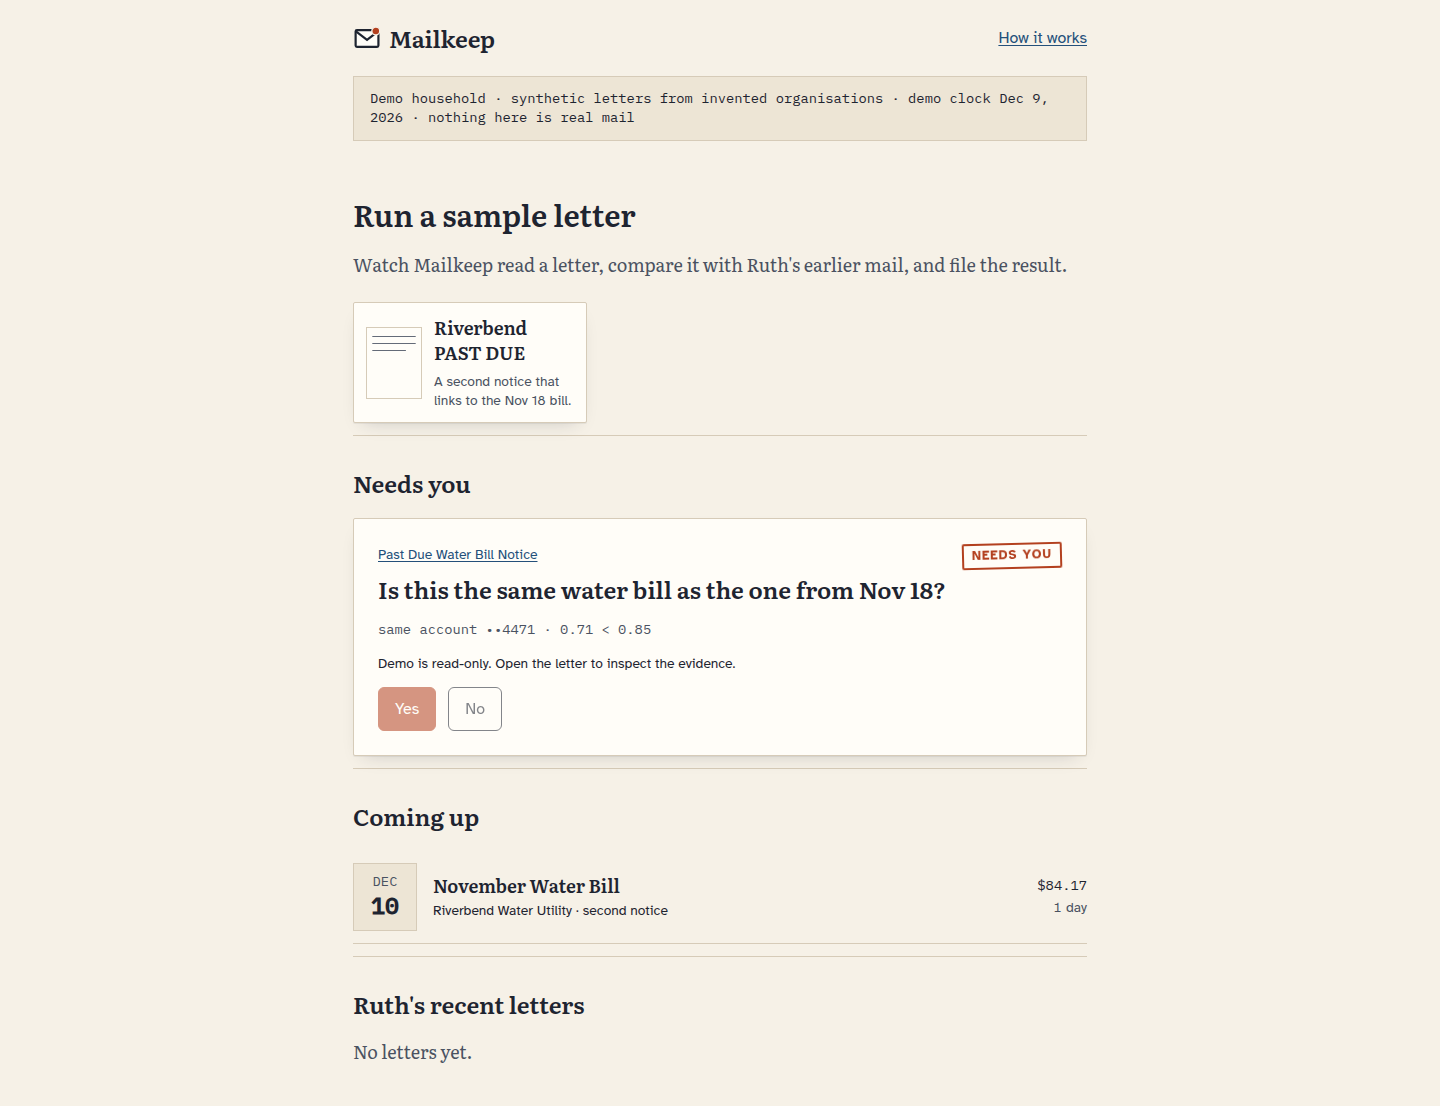 Mailkeep
How it works
Demo household · synthetic letters from invented organisations · demo clock Dec 9,
2026 · nothing here is real mail
Run a sample letter
Watch Mailkeep read a letter, compare it with Ruth's earlier mail, and file the result.
Riverbend
PAST DUE
A second notice that
links to the Nov 18 bill.
Needs you
Past Due Water Bill Notice
NEEDS YOU
Is this the same water bill as the one from Nov 18?
same account ••4471 · 0.71 < 0.85
Demo is read-only. Open the letter to inspect the evidence.
Yes
No
Coming up
DEC
10
November Water Bill
Riverbend Water Utility · second notice
$84.17
1 day
Ruth's recent letters
No letters yet.